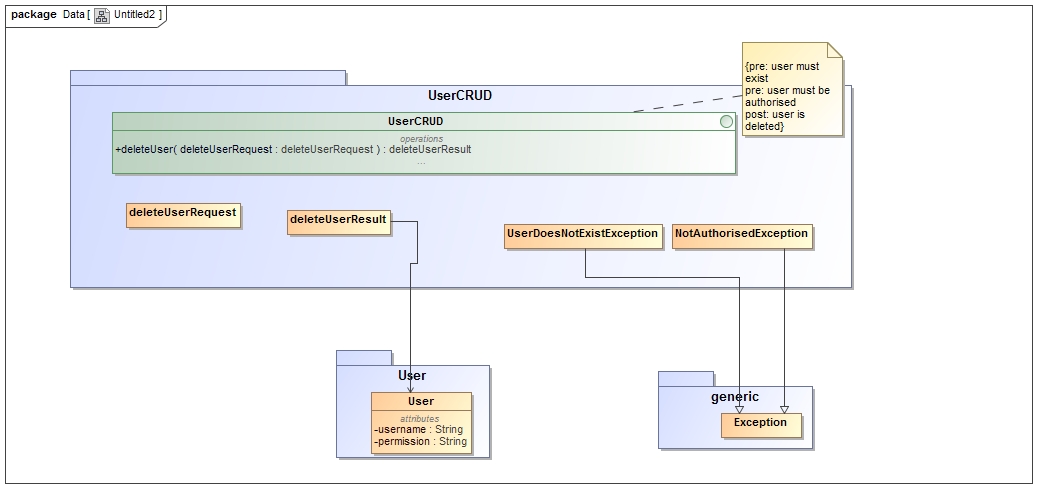 package Data [ Untitled2 ]
{pre: user must
exist
pre: user must be
authorised
post: user is
deleted}
UserCRUD
UserCRUD
operations
+deleteUser( deleteRequest : deleteUserRequest ) : deleteUserResult
...
deleteUserRequest
deleteUserResult
UserDoesNotExistException
NotAuthorisedException
User
User
attributes
-username : String
-permission : String
generic
Exception